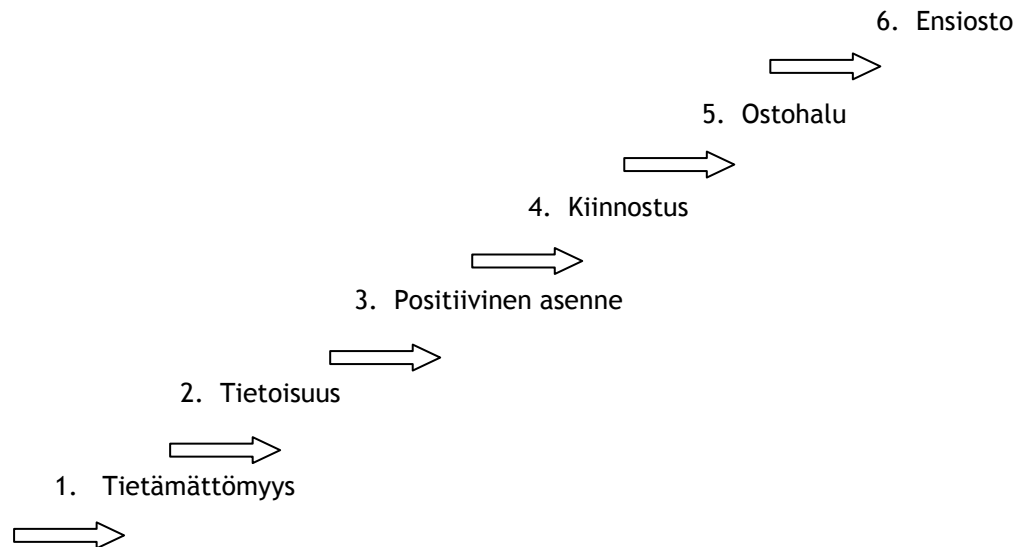 6. Ensiosto
5. Ostohalu
4. Kiinnostus
3. Positiivinen asenne
2. Tietoisuus
1. Tietämättömyys